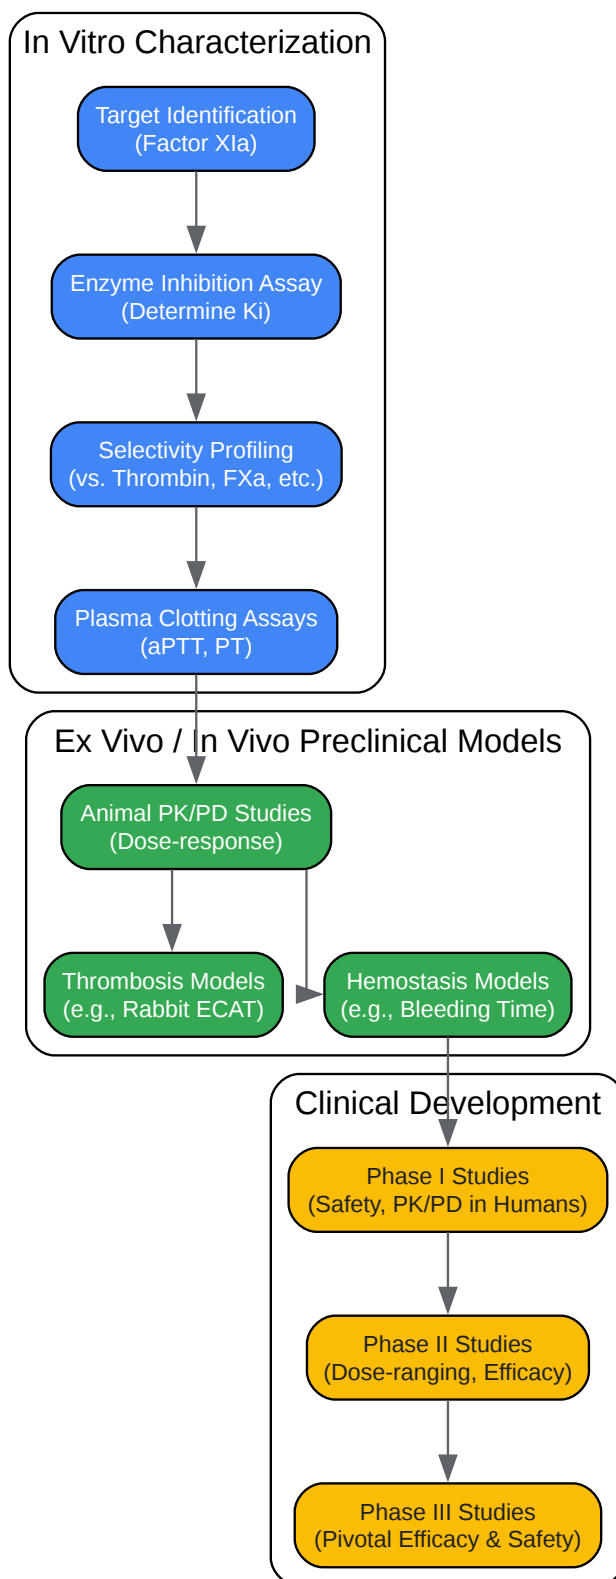 In Vitro Characterization
Target Identification
(Factor XIa)
Enzyme Inhibition Assay
(Determine Ki)
Selectivity Profiling
(vs. Thrombin, FXa, etc.)
Plasma Clotting Assays
(aPTT, PT)
Ex Vivo / In Vivo Preclinical Models
Animal PK/PD Studies
(Dose-response)
Thrombosis Models
(e.g., Rabbit ECAT)
Hemostasis Models
(e.g., Bleeding Time)
Clinical Development
Phase I Studies
(Safety, PK/PD in Humans)
Phase II Studies
(Dose-ranging, Efficacy)
Phase III Studies
(Pivotal Efficacy & Safety)